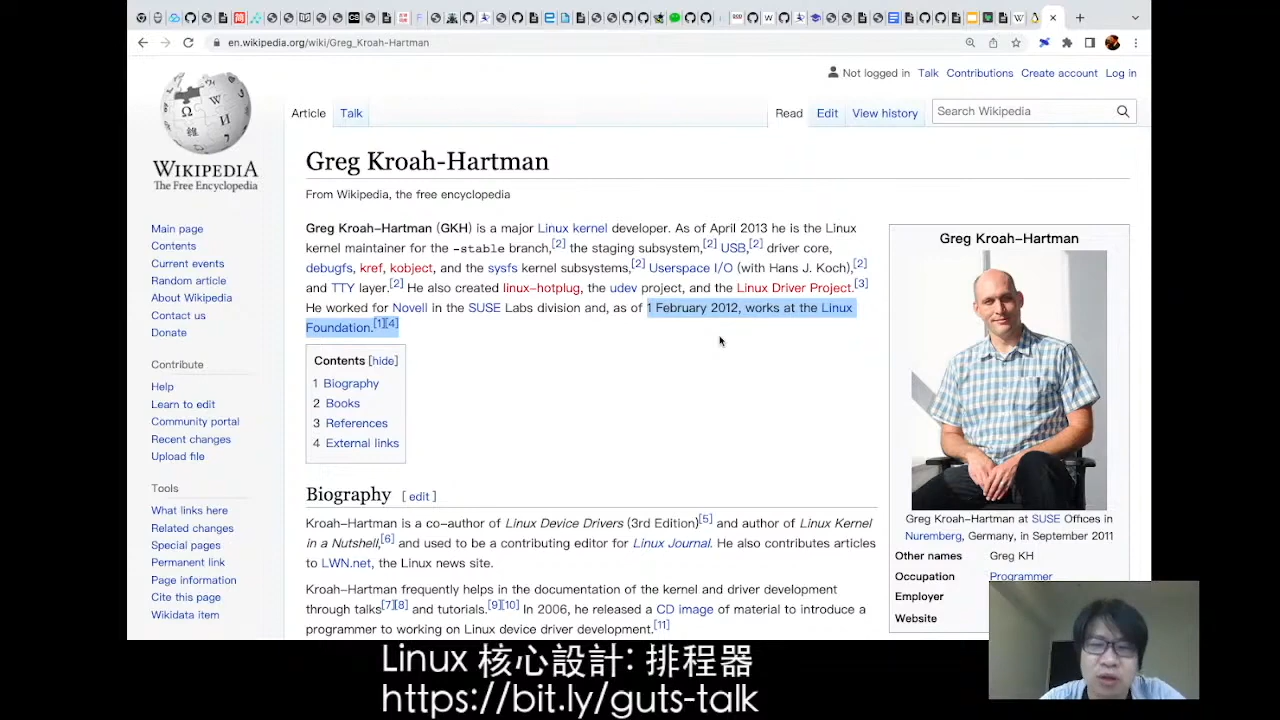 en.wikipedia.org/wiki/Greg_Kroah-Hartman
Not logged in Talk Contributions Create account Log in
Article Talk Read Edit View history Search Wikipedia
WIKIPEDIA
The Free Encyclopedia
Main page
Contents
Current events
Random article
About Wikipedia
Contact us
Donate
Contribute
Help
Learn to edit
Community portal
Recent changes
Upload file
Tools
What links here
Related changes
Special pages
Permanent link
Page information
Cite this page
Wikidata item
Greg Kroah-Hartman
From Wikipedia, the free encyclopedia
Greg Kroah-Hartman (GKH) is a major Linux kernel developer. As of April 2013 he is the Linux
kernel maintainer for the -stable branch,[2] the staging subsystem,[2] USB,[2] driver core,
debugfs, kref, kobject, and the sysfs kernel subsystems,[2] Userspace I/O (with Hans J. Koch),[2]
and TTY layer.[2] He also created linux-hotplug, the udev project, and the Linux Driver Project.[3]
He worked for Novell in the SUSE Labs division and, as of 1 February 2012, works at the Linux
Foundation.[1][4]
Contents [hide]
1 Biography
2 Books
3 References
4 External links
Biography [ edit ]
Kroah-Hartman is a co-author of Linux Device Drivers (3rd Edition)[5] and author of Linux Kernel
in a Nutshell,[6] and used to be a contributing editor for Linux Journal. He also contributes articles
to LWN.net, the Linux news site.
Kroah-Hartman frequently helps in the documentation of the kernel and driver development
through talks[7][8] and tutorials.[9][10] In 2006, he released a CD image of material to introduce a
programmer to working on Linux device driver development.[11]
Greg Kroah-Hartman
Greg Kroah-Hartman at SUSE Offices in
Nuremberg, Germany, in September 2011
Other names Greg KH
Occupation Programmer
Employer
Website
Linux 核心設計: 排程器
https://bit.ly/guts-talk